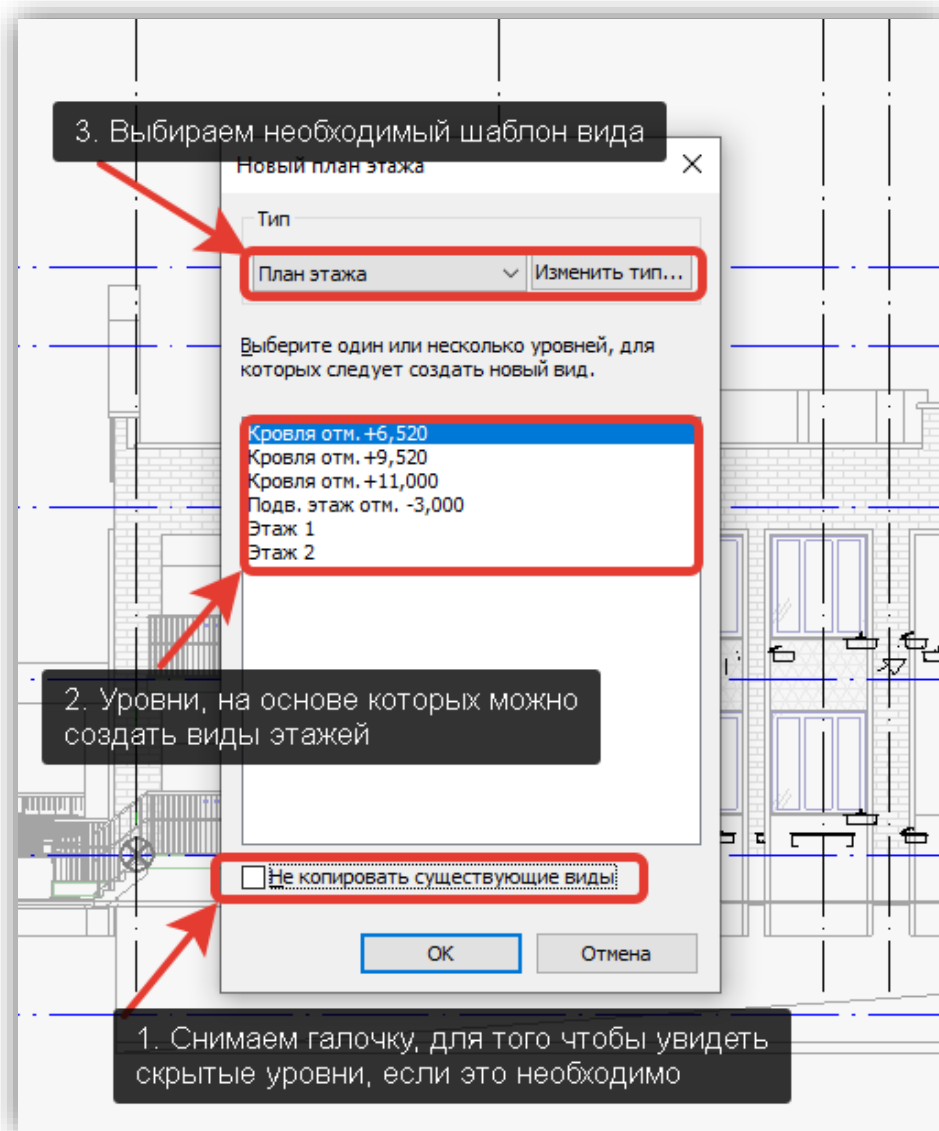 3. Выбираем необходимый шаблон вида
Новый план этажа
Тип
План этажа
Изменить тип...
Выберите один или несколько уровней, для
которых следует создать новый вид.
Кровля отм. +6,520
Кровля отм. +9,520
Кровля отм. +11,000
Подв. этаж отм. -3,000
Этаж 1
Этаж 2
2. Уровни, на основе которых можно
создать виды этажей
Не копировать существующие виды
ОК
Отмена
1. Снимаем галочку, для того чтобы увидеть
скрытые уровни, если это необходимо